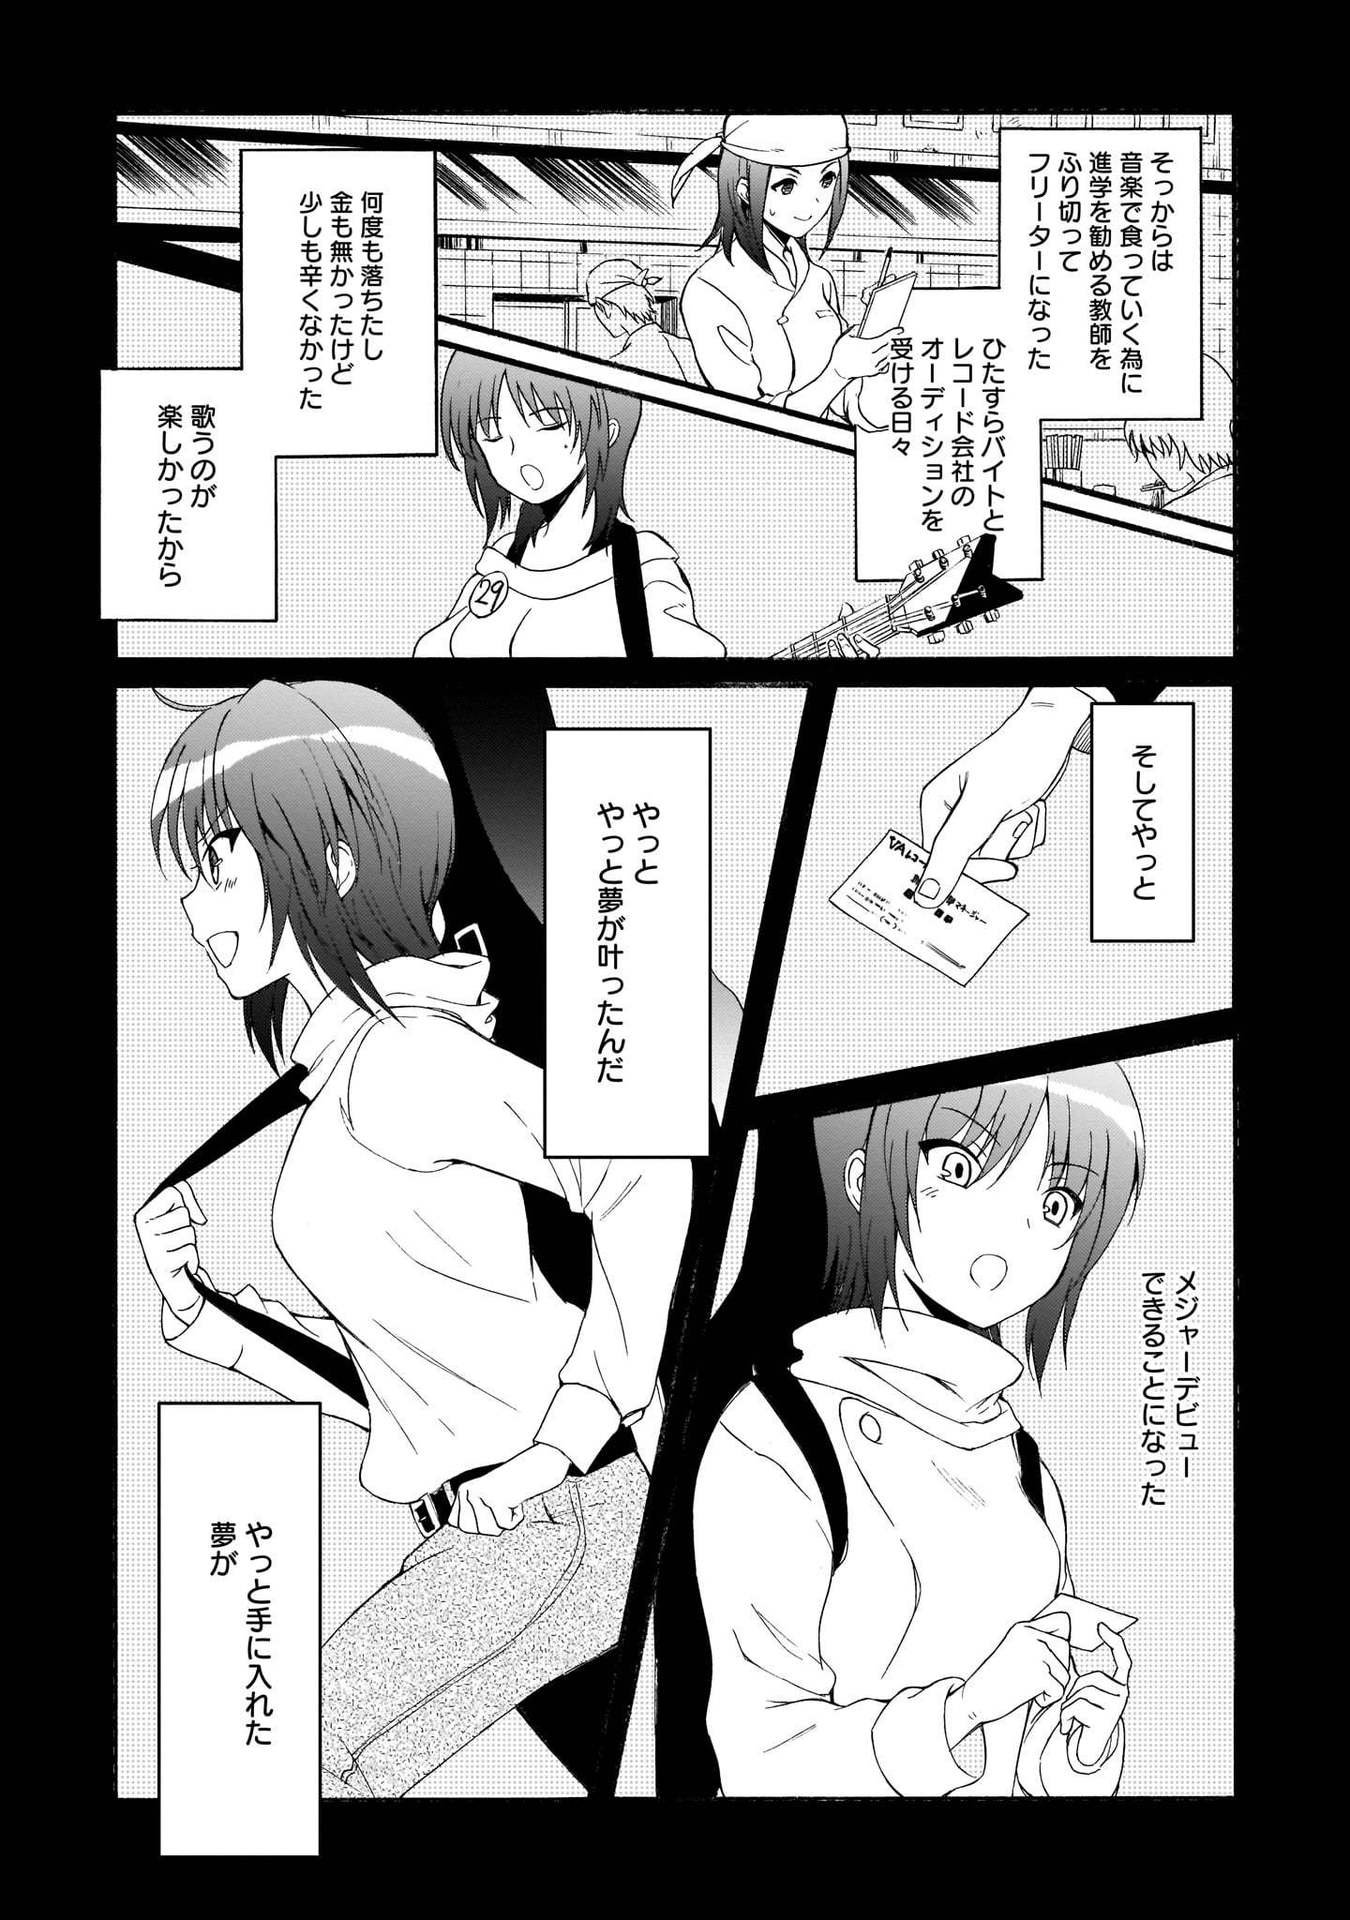 そっからは
音楽で食っていく為に
進学を勧める教師を
ふり切って
フリーターになった
ひたすらバイトと
レコード会社の
オーディションを
受ける日々
29
何度も落ちたし
金も無かったけど
少しも辛くなかった
歌うのが
楽しかったから
そしてやっと
メジャーデビュー
できることになった
やっと
やっと夢が叶ったんだ
やっと手に入れた
夢が